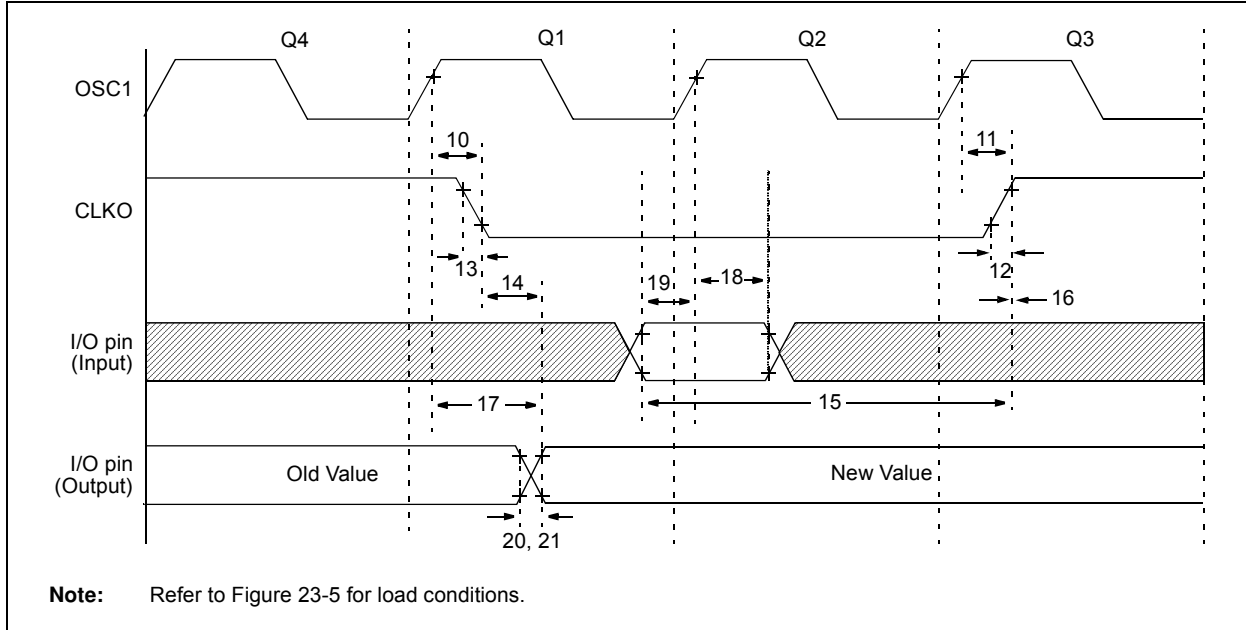 Q4 Q1 Q2 Q3
OSC1
10 11
CLKO
13 12
14 19 18 16
I/O pin
(Input)
17 15
I/O pin
(Output)
Old Value New Value
20, 21
Note: Refer to Figure 23-5 for load conditions.